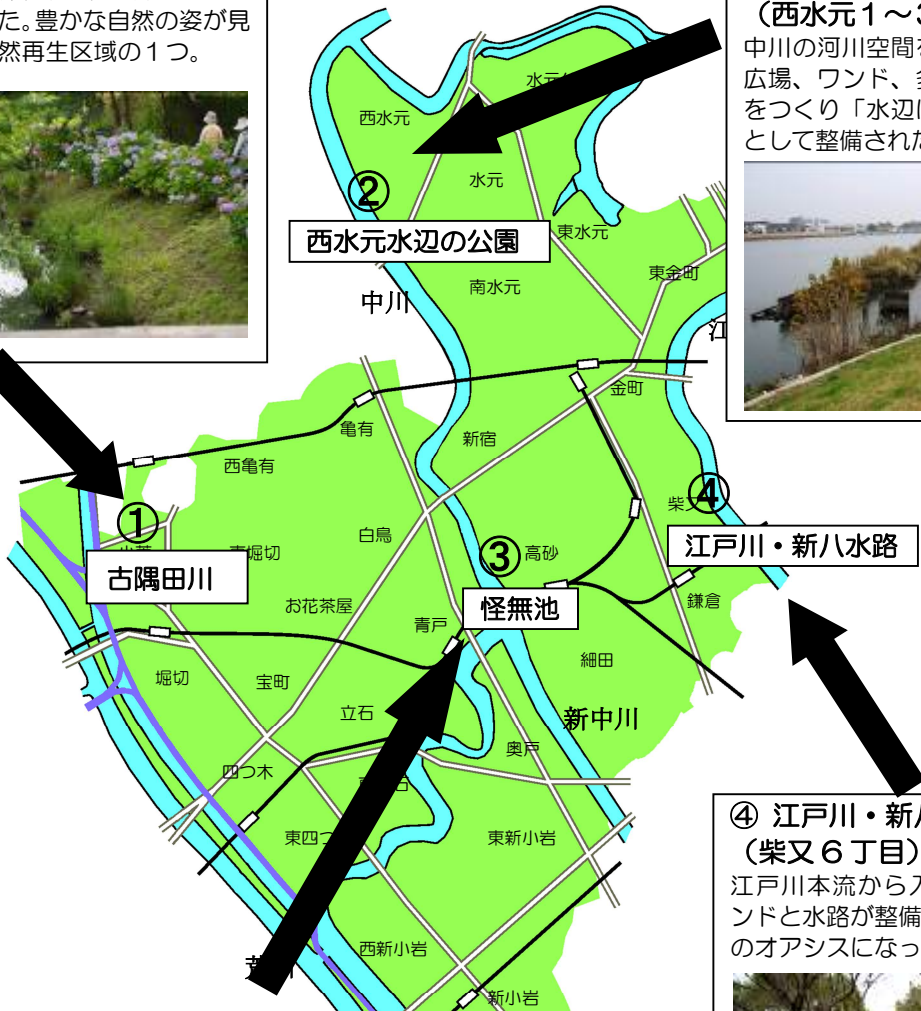 た。豊かな自然の姿が見
然再生区域の１つ。
（西水元１～３
中川の河川空間
広場、ワンド、
をつくり「水辺
として整備された
西水元
水元
②
水元
西水元水辺の公園
東水元
南水元
東金町
中川
江
金町
亀有
新宿
西亀有
柴又
④
①
白鳥
③
高砂
江戸川・新八水路
東堀切
古隅田川
お花茶屋
怪無池
鎌倉
青戸
細田
堀切
宝町
立石
新中川
奥戸
四つ木
石
④ 江戸川・新八
（柴又６丁目）
江戸川本流から入
ンドと水路が整備
のオアシスになっ
東四つ
東新小岩
西新小岩
荒
新小岩